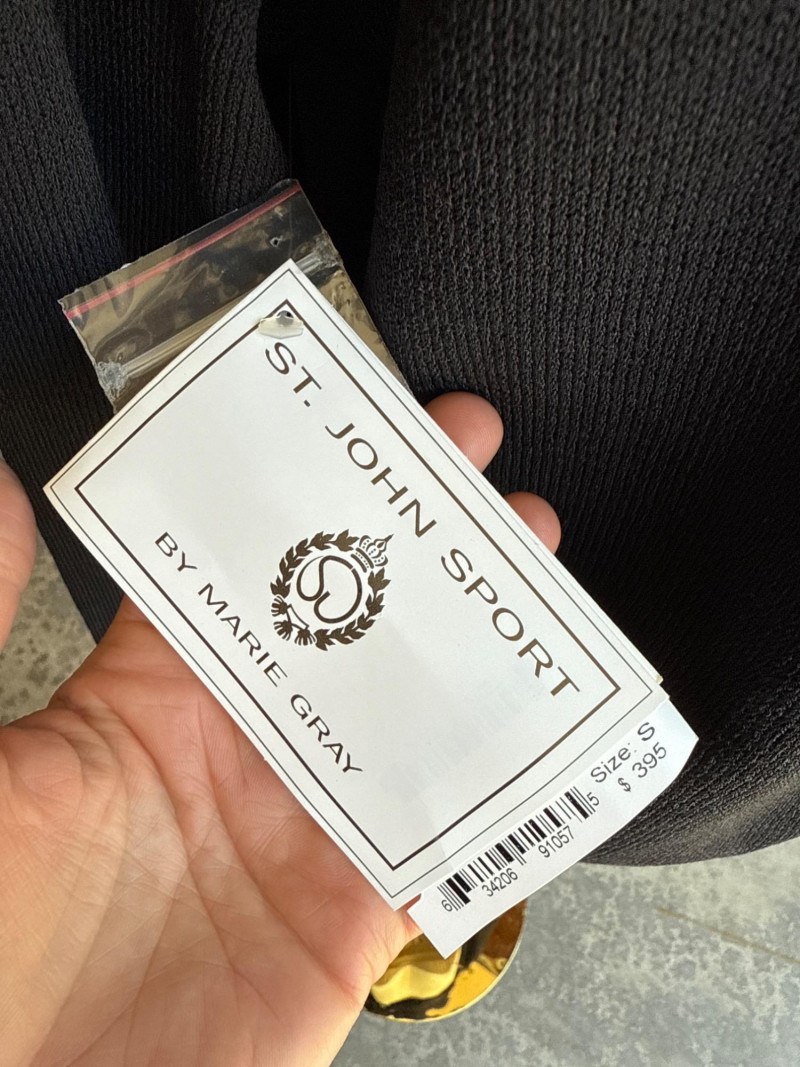 ST. JOHN SPORT
BY MARIE GRAY
Size: S
$ 395
6 34206 91057 5